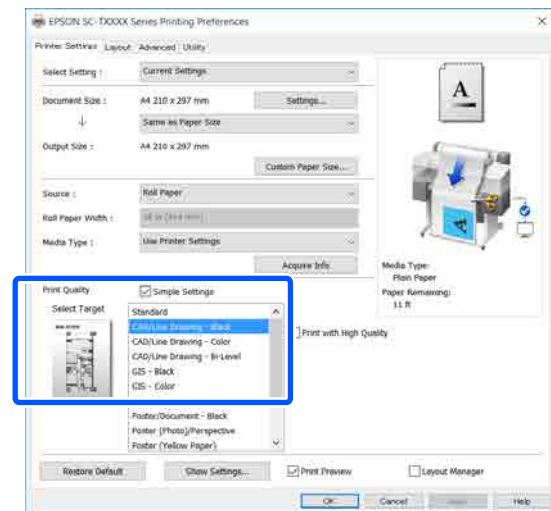 EPSON SC-TXXXX Series Printing Preferences
Printer Settings Layout Advanced Utility
Select Setting : Current Settings
Document Size : A4 210 x 297 mm Settings...
Same as Paper Size
Output Size : A4 210 x 297 mm
Custom Paper Size...
Source : Roll Paper
Roll Paper Width :
Media Type : Use Printer Settings
Acquire Info
Media Type:
Plain Paper
Paper Remaining:
11 ft
Print Quality Simple Settings
Select Target Standard
CAD/Line Drawing - Black
CAD/Line Drawing - Color
CAD/Line Drawing - Bi-Level
GIS - Black
GIS - Color
Print with High Quality
Poster/Document - Black
Poster (Photo)/Perspective
Poster (Yellow Paper)
Restore Default Show Settings... Print Preview Layout Manager
OK Cancel Help